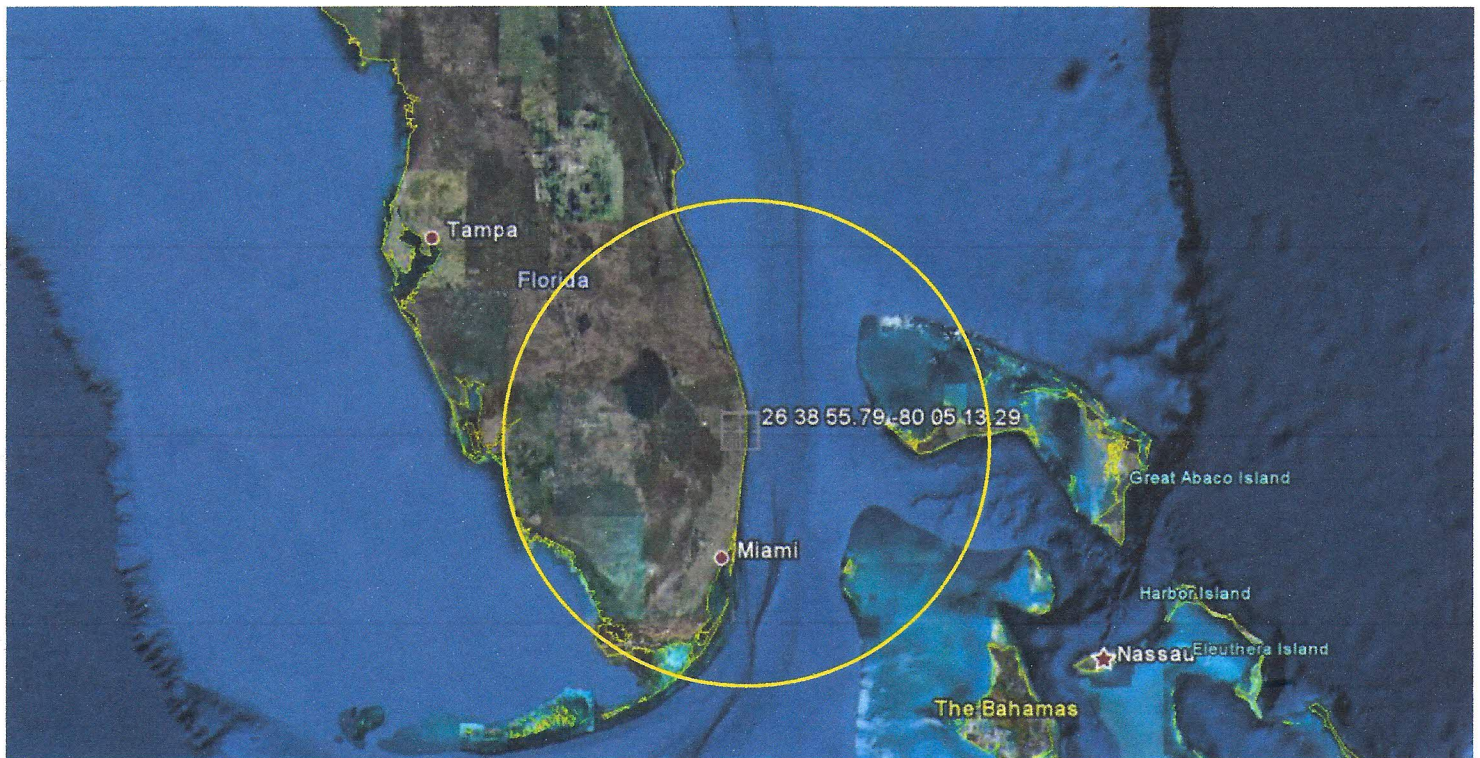 Tampa
Florida
26 38 55.79,-80 05 13.29
Great Abaco Island
Miami
Harbor Island
Nassau
Eleuthera Island
The Bahamas